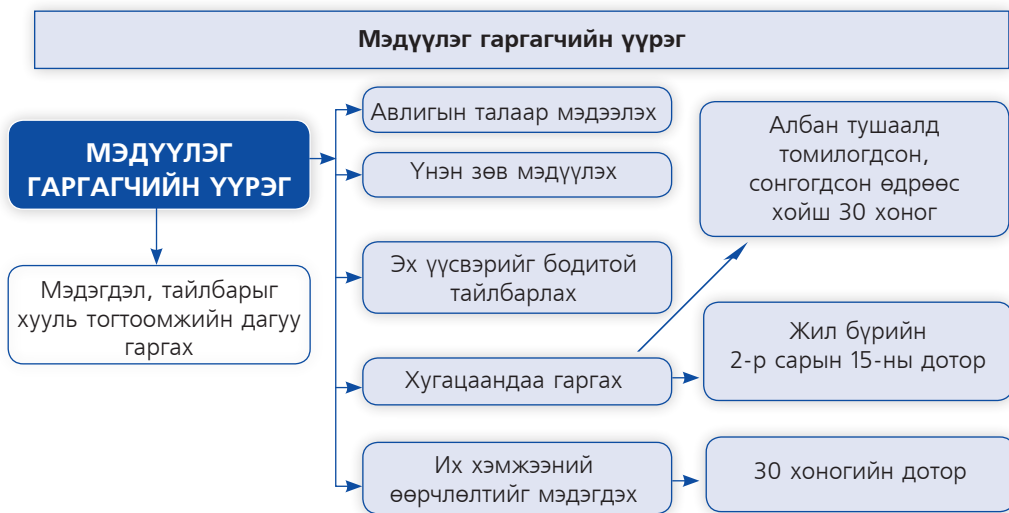 Мэдүүлэг гаргагчийн үүрэг
МЭДҮҮЛЭГ
ГАРГАГЧИЙН ҮҮРЭГ
Мэдэгдэл, тайлбарыг
хууль тогтоомжийн дагуу
гаргах
Авлигын талаар мэдээлэх
Үнэн зөв мэдүүлэх
Эх үүсвэрийг бодитой
тайлбарлах
Хугацаандаа гаргах
Их хэмжээний
өөрчлөлтийг мэдэгдэх
Албан тушаалд
томилогдсон,
сонгогдсон өдрөөс
хойш 30 хоног
Жил бүрийн
2-р сарын 15-ны дотор
30 хоногийн дотор